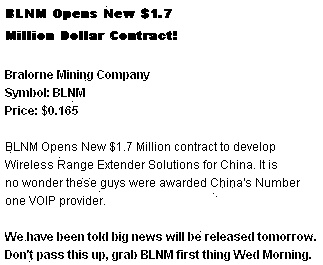 BLNM Opens New $1.7
Million Dollar Contract!
Bralorne Mining Company
Symbol: BLNM
Price: $0.165
BLNM Opens New $1.7 Million contract to develop
Wireless Range Extender Solutions for China. It is
no wonder these guys were awarded China's Number
one VOIP provider.
We have been told big news will be released tomorrow.
Don't pass this up, grab BLNM first thing Wed Morning.